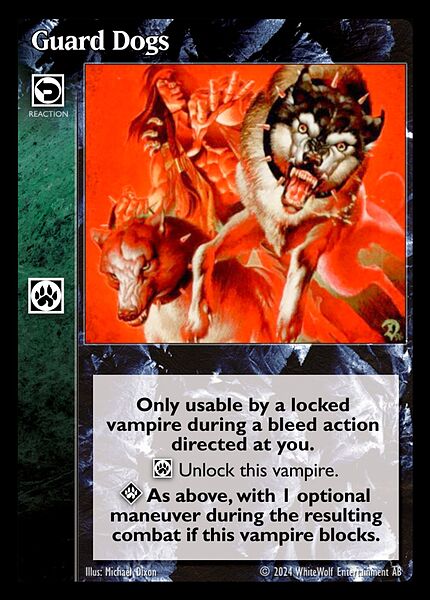 Guard Dogs
REACTION
Only usable by a locked
vampire during a bleed action
directed at you.
Unlock this vampire.
As above, with 1 optional
maneuver during the resulting
combat if this vampire blocks.
Illus: Michael Dixon © 2024 WhiteWolf Entertainment AB